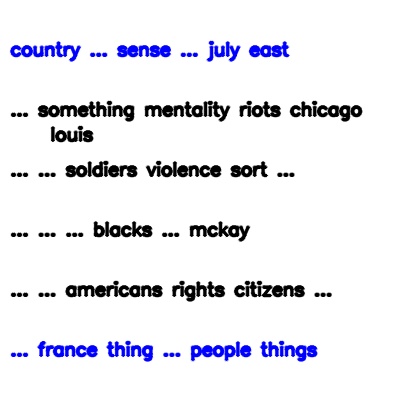 country ... sense ... july east
... something mentality riots chicago
louis
... ... soldiers violence sort ...
... ... ... blacks ... mckay
... ... americans rights citizens ...
... france thing ... people things